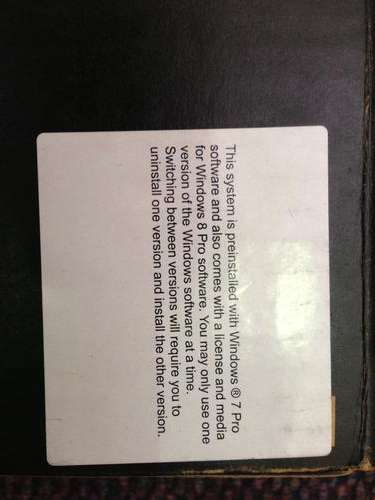 This system is preinstalled with Windows ® 7 Pro
software and also comes with a license and media
for Windows 8 Pro software. You may only use one
version of the Windows software at a time.
Switching between versions will require you to
uninstall one version and install the other version.